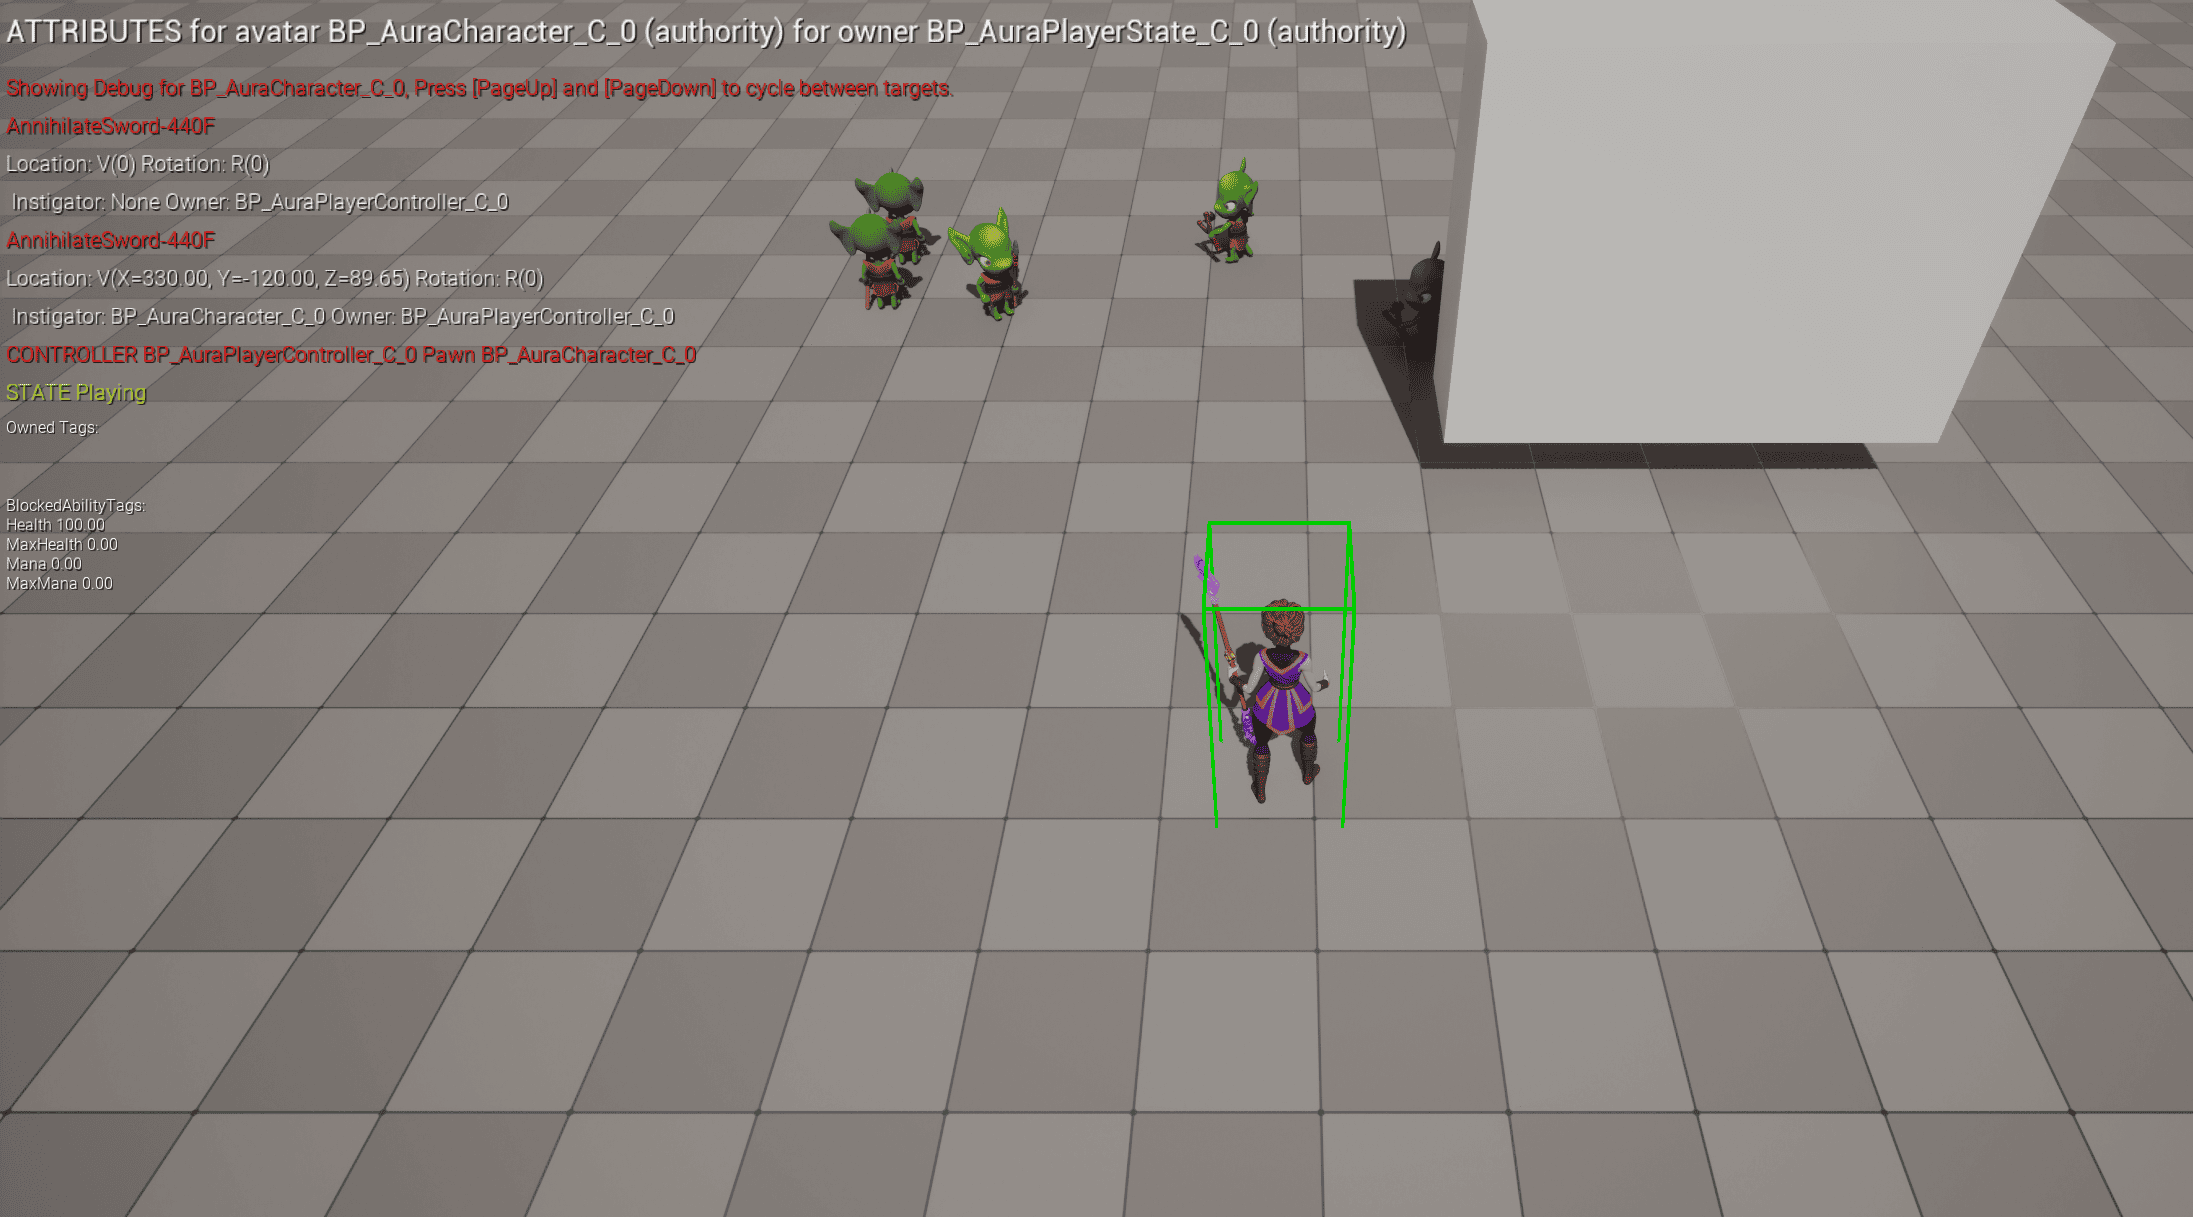 ATTRIBUTES for avatar BP_AuraCharacter_C_0 (authority) for owner BP_AuraPlayerState_C_0 (authority)
Showing Debug for BP_AuraCharacter_C_0, Press [PageUp] and [PageDown] to cycle between targets.
AnnihilateSword-440F
Location: V(0) Rotation: R(0)
Instigator: None Owner: BP_AuraPlayerController_C_0
AnnihilateSword-440F
Location: V(X=330.00, Y=-120.00, Z=89.65) Rotation: R(0)
Instigator: BP_AuraCharacter_C_0 Owner: BP_AuraPlayerController_C_0
CONTROLLER BP_AuraPlayerController_C_0 Pawn BP_AuraCharacter_C_0
STATE Playing
Owned Tags:
BlockedAbilityTags:
Health 100.00
MaxHealth 0.00
Mana 0.00
MaxMana 0.00